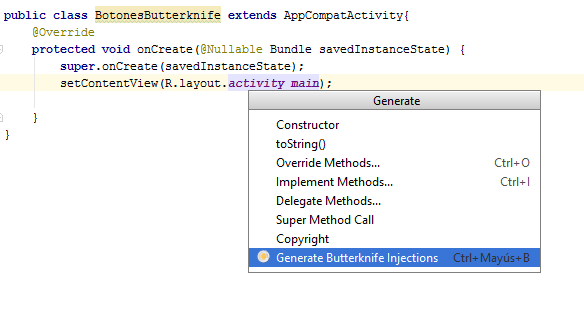 public class BotonesButterknife extends AppCompatActivity{
@Override
protected void onCreate(@Nullable Bundle savedInstanceState) {
super.onCreate(savedInstanceState);
setContentView(R.layout.activity_main);
}
}
Generate
Constructor
toString()
Override Methods... Ctrl+O
Implement Methods... Ctrl+I
Delegate Methods...
Super Method Call
Copyright
Generate Butterknife Injections Ctrl+Mayús+B